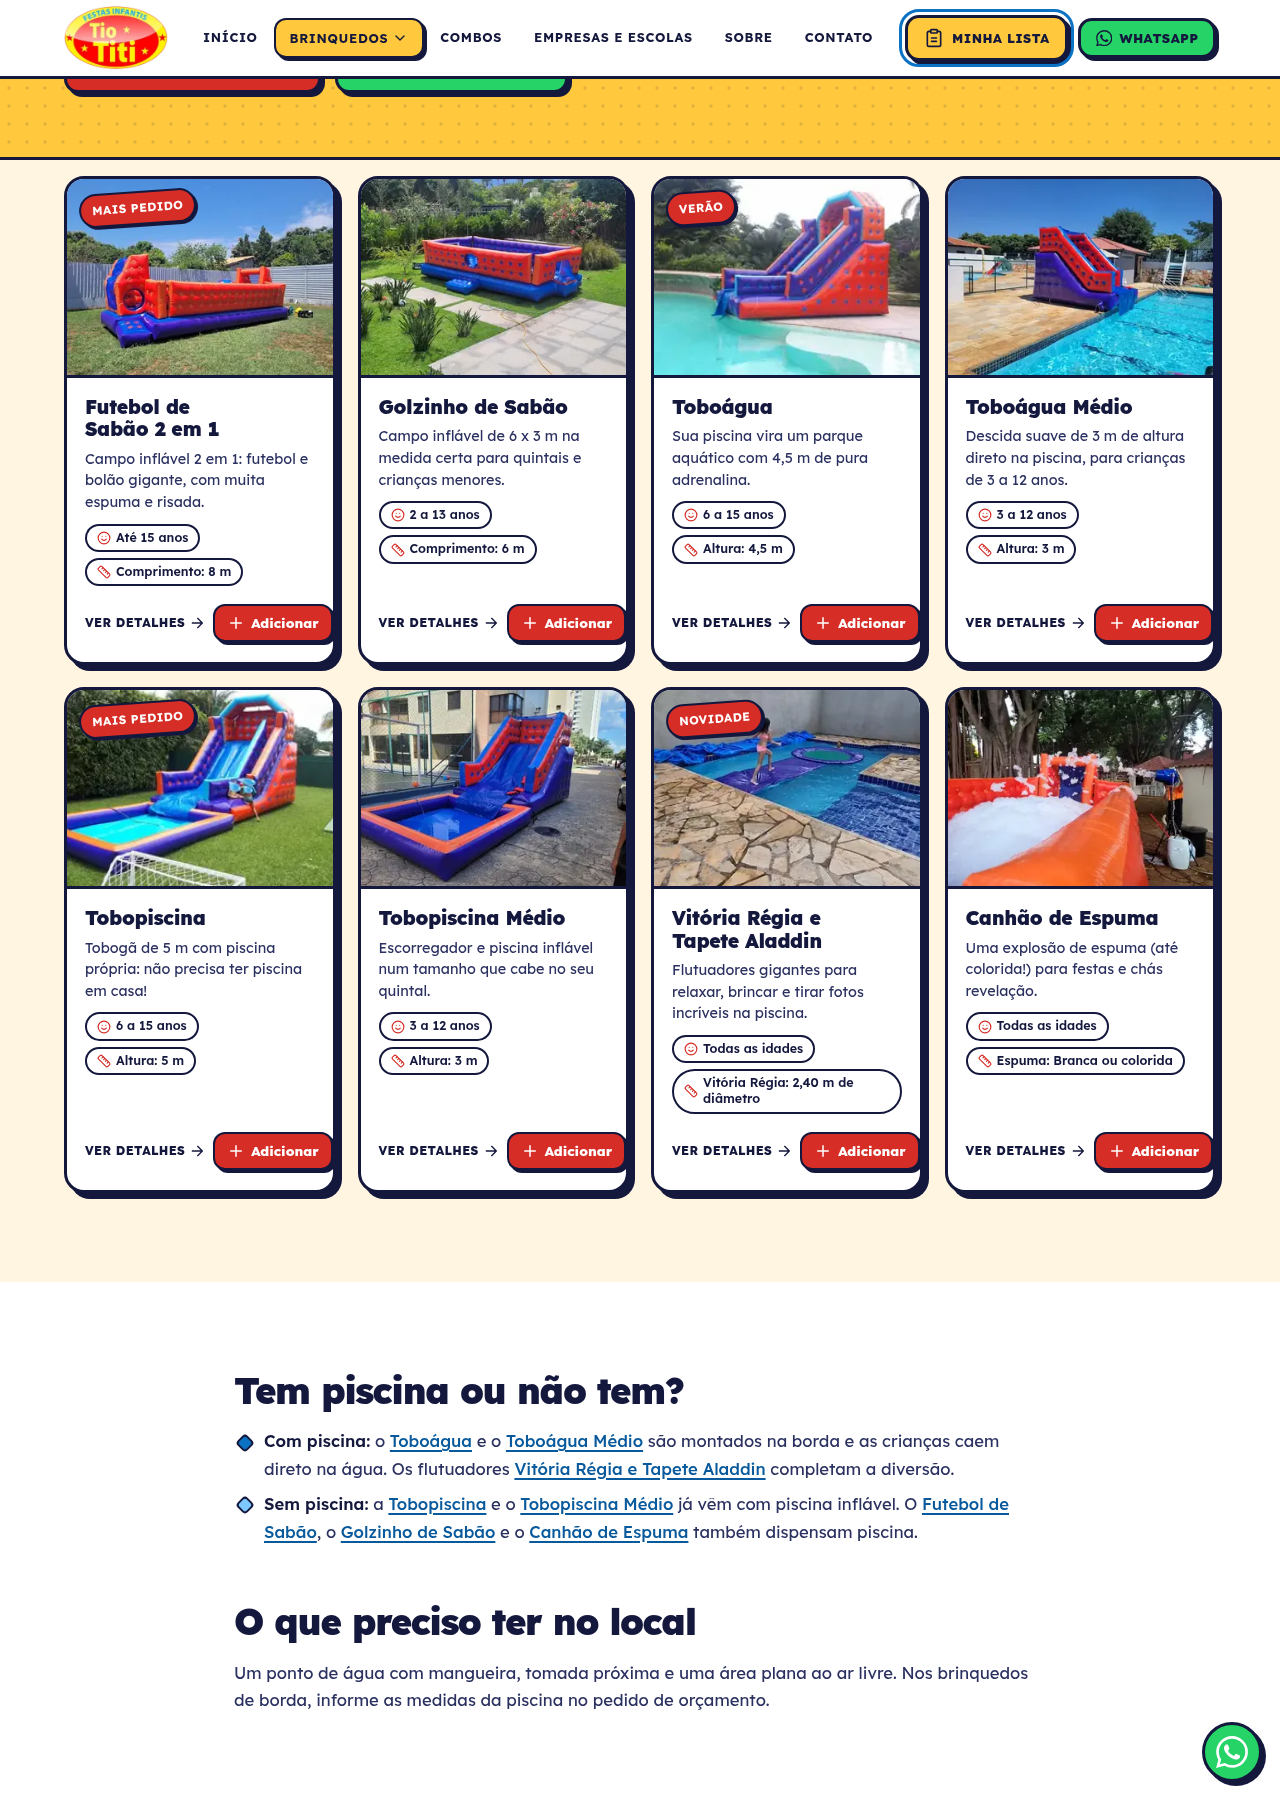 FESTAS INFANTIS
Tio
Titi
INÍCIO
BRINQUEDOS
COMBOS
EMPRESAS E ESCOLAS
SOBRE
CONTATO
MINHA LISTA
WHATSAPP
MAIS PEDIDO
Futebol de
Sabão 2 em 1
Campo inflável 2 em 1: futebol e
bolão gigante, com muita
espuma e risada.
Até 15 anos
Comprimento: 8 m
VER DETALHES
Adicionar
Golzinho de Sabão
Campo inflável de 6 x 3 m na
medida certa para quintais e
crianças menores.
2 a 13 anos
Comprimento: 6 m
VER DETALHES
Adicionar
VERÃO
Toboágua
Sua piscina vira um parque
aquático com 4,5 m de pura
adrenalina.
6 a 15 anos
Altura: 4,5 m
VER DETALHES
Adicionar
Toboágua Médio
Descida suave de 3 m de altura
direto na piscina, para crianças
de 3 a 12 anos.
3 a 12 anos
Altura: 3 m
VER DETALHES
Adicionar
MAIS PEDIDO
Tobopiscina
Tobogã de 5 m com piscina
própria: não precisa ter piscina
em casa!
6 a 15 anos
Altura: 5 m
VER DETALHES
Adicionar
Tobopiscina Médio
Escorregador e piscina inflável
num tamanho que cabe no seu
quintal.
3 a 12 anos
Altura: 3 m
VER DETALHES
Adicionar
NOVIDADE
Vitória Régia e
Tapete Aladdin
Flutuadores gigantes para
relaxar, brincar e tirar fotos
incríveis na piscina.
Todas as idades
Vitória Régia: 2,40 m de
diâmetro
VER DETALHES
Adicionar
Canhão de Espuma
Uma explosão de espuma (até
colorida!) para festas e chás
revelação.
Todas as idades
Espuma: Branca ou colorida
VER DETALHES
Adicionar
Tem piscina ou não tem?
Com piscina: o Toboágua e o Toboágua Médio são montados na borda e as crianças caem
direto na água. Os flutuadores Vitória Régia e Tapete Aladdin completam a diversão.
Sem piscina: a Tobopiscina e o Tobopiscina Médio já vêm com piscina inflável. O Futebol de
Sabão, o Golzinho de Sabão e o Canhão de Espuma também dispensam piscina.
O que preciso ter no local
Um ponto de água com mangueira, tomada próxima e uma área plana ao ar livre. Nos brinquedos
de borda, informe as medidas da piscina no pedido de orçamento.